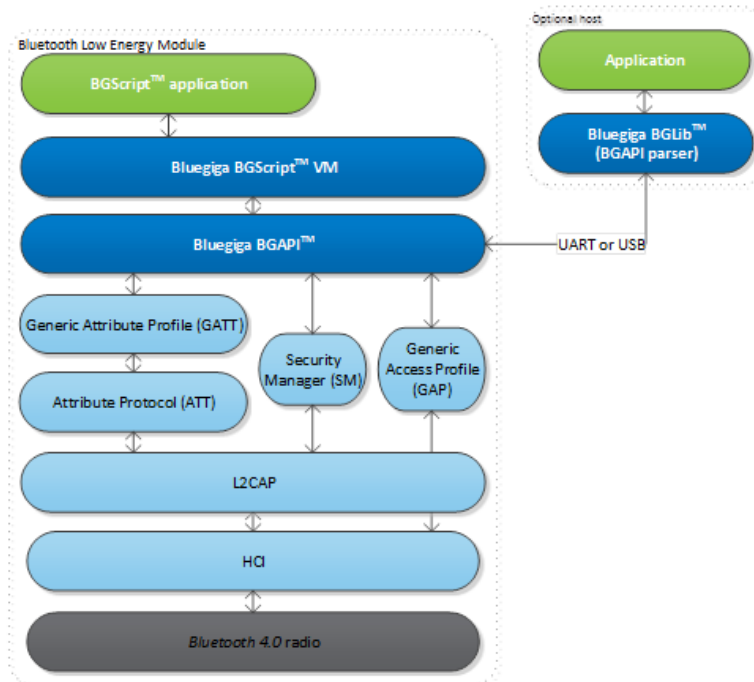 Optional host
Bluetooth Low Energy Module
BGScript™ application
Application
Bluegiga BGLib™
(BGAPI parser)
Bluegiga BGScript™ VM
Bluegiga BGAPI™
UART or USB
Generic Attribute Profile (GATT)
Security
Manager (SM)
Generic
Access Profile
(GAP)
Attribute Protocol (ATT)
L2CAP
HCI
Bluetooth 4.0 radio